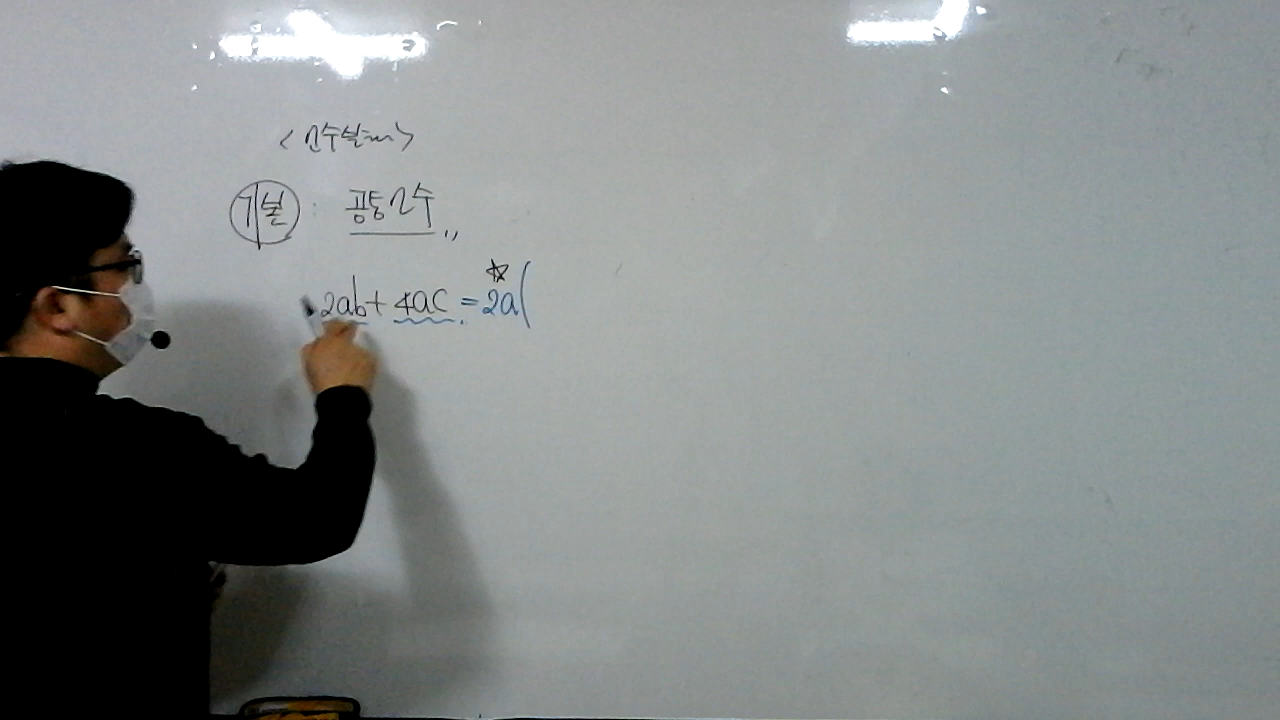 <인수분해>
기본 : 공통인수
2ab + 4ac = 2a(